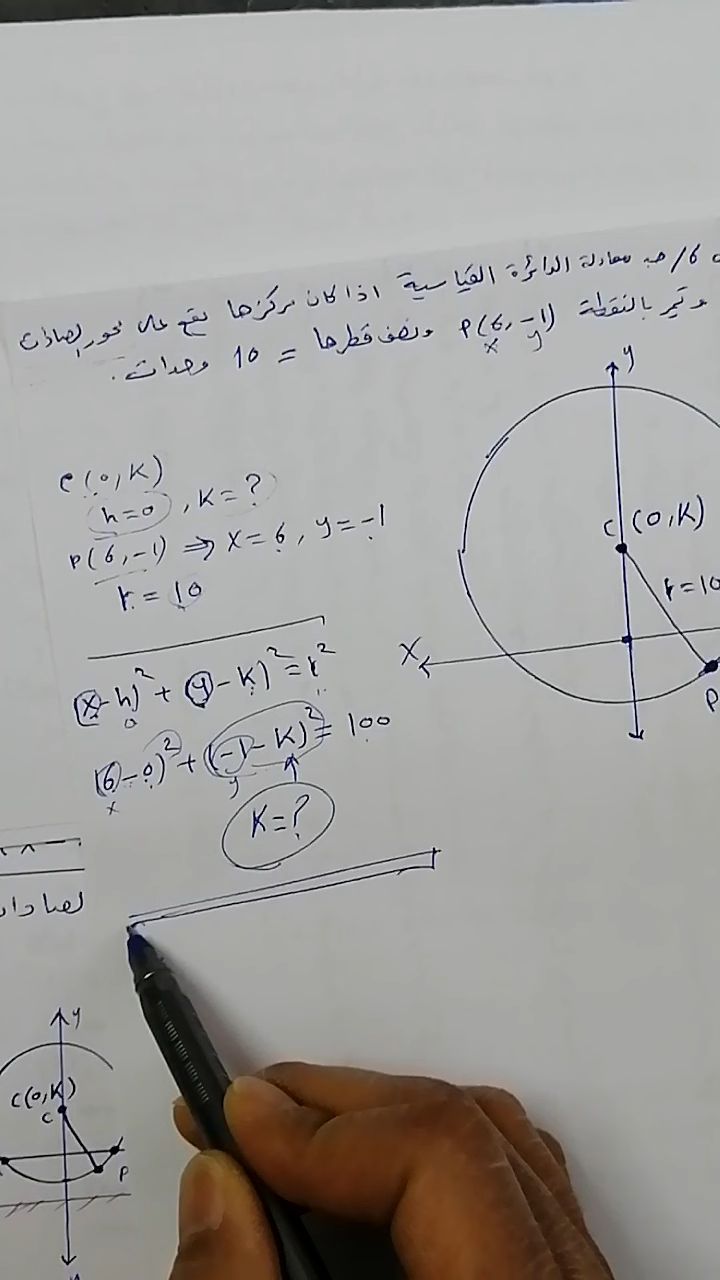 6/ جد معادلة الدائرة القياسية اذا كان مركزها يقع على محور الصادات
وتمر بالنقطة P(6,-1) ونصف قطرها = 10 وحدات.
x y
C(0,K)
h=0 , K=?
P(6,-1) ⇒ x=6, y=-1
r=10
(x-h)²+(y-K)²=r²
0
(6-0)²+(-1-K)²=100
x y
K=?
y
C (0,K)
r=10
X
P
لصادات
y
C(0,K)
C
P